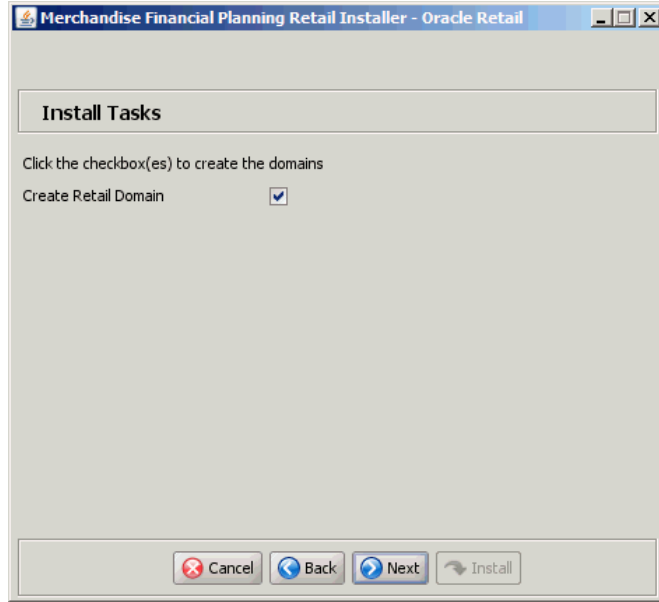 Merchandise Financial Planning Retail Installer - Oracle Retail
Install Tasks
Click the checkbox(es) to create the domains
Create Retail Domain
Cancel Back Next Install